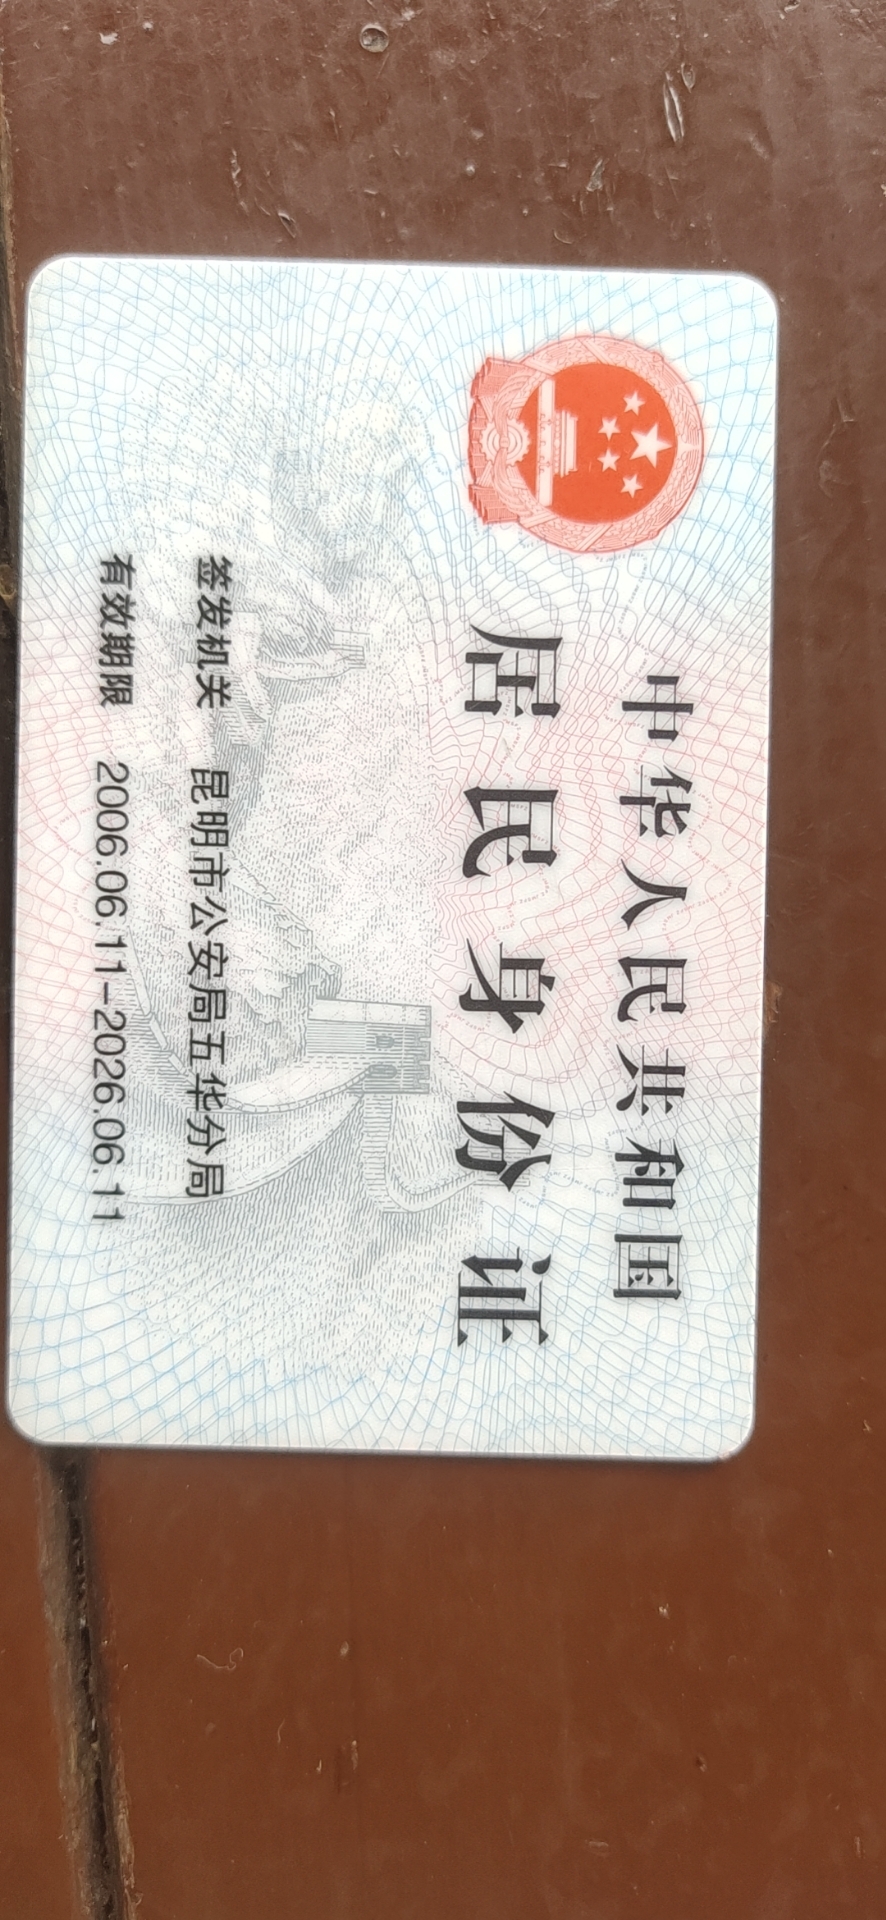 中华人民共和国
居民身份证
签发机关 昆明市公安局五华分局
有效期限 2006.06.11-2026.06.11